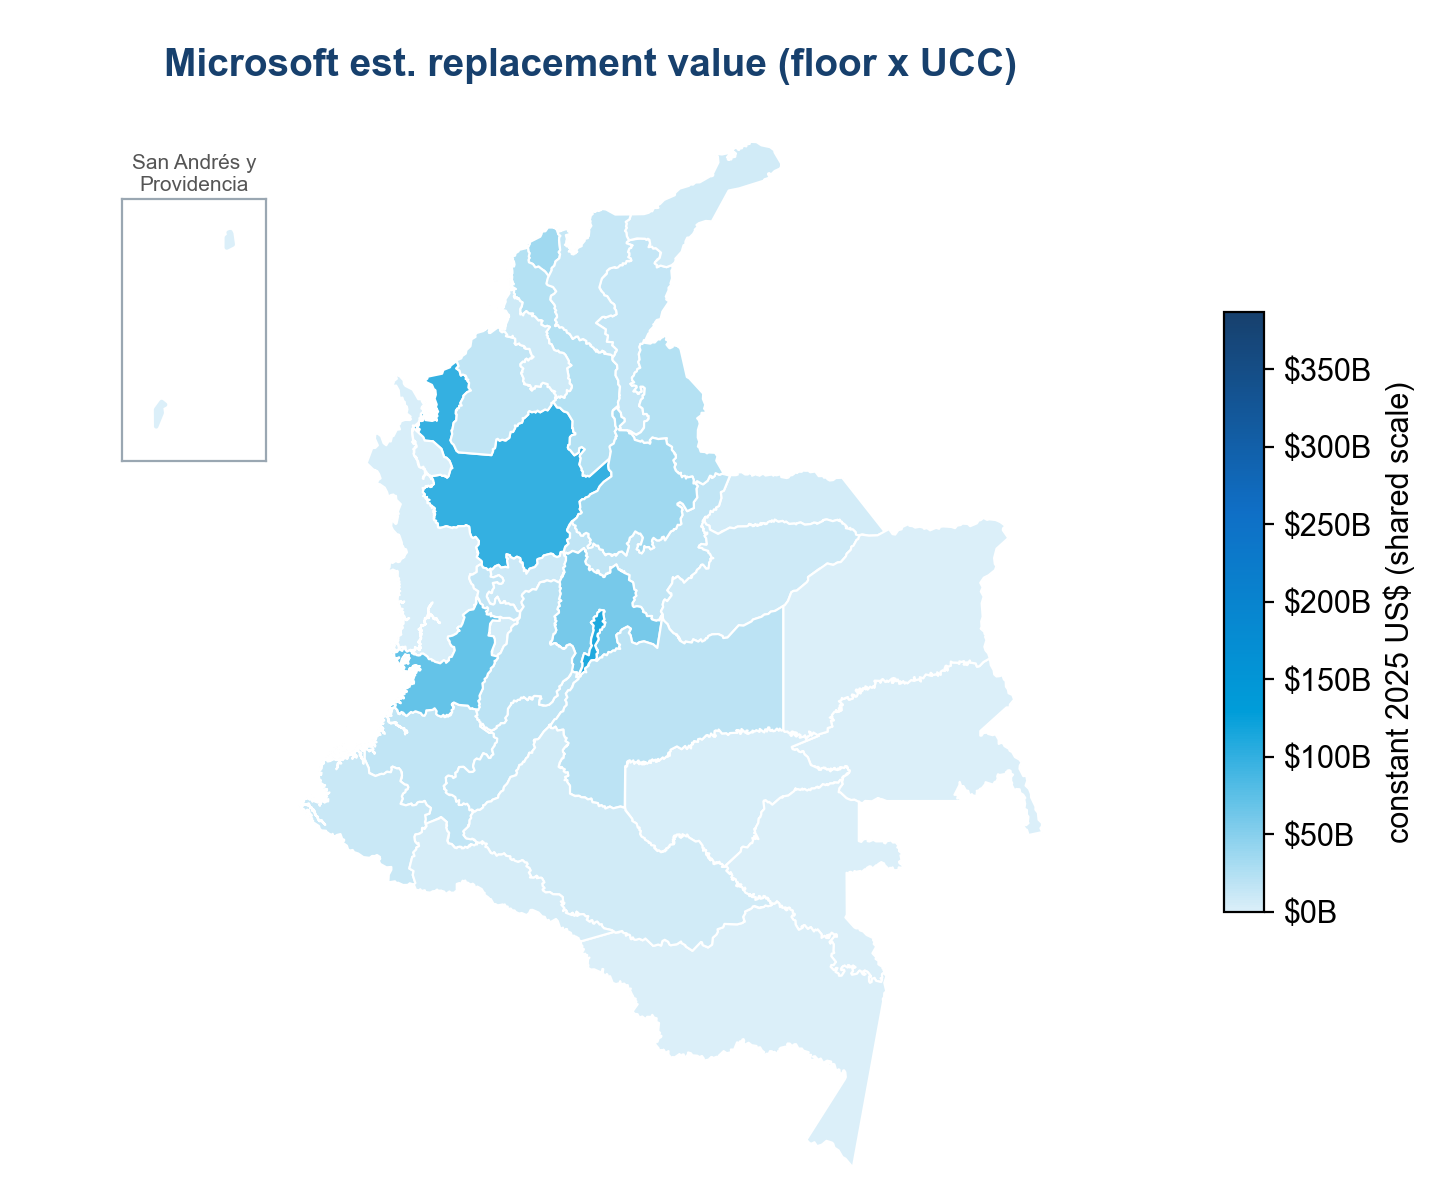 Microsoft est. replacement value (floor x UCC)
San Andrés y
Providencia
$350B
$300B
$250B
$200B
$150B
$100B
$50B
$0B
constant 2025 US$ (shared scale)